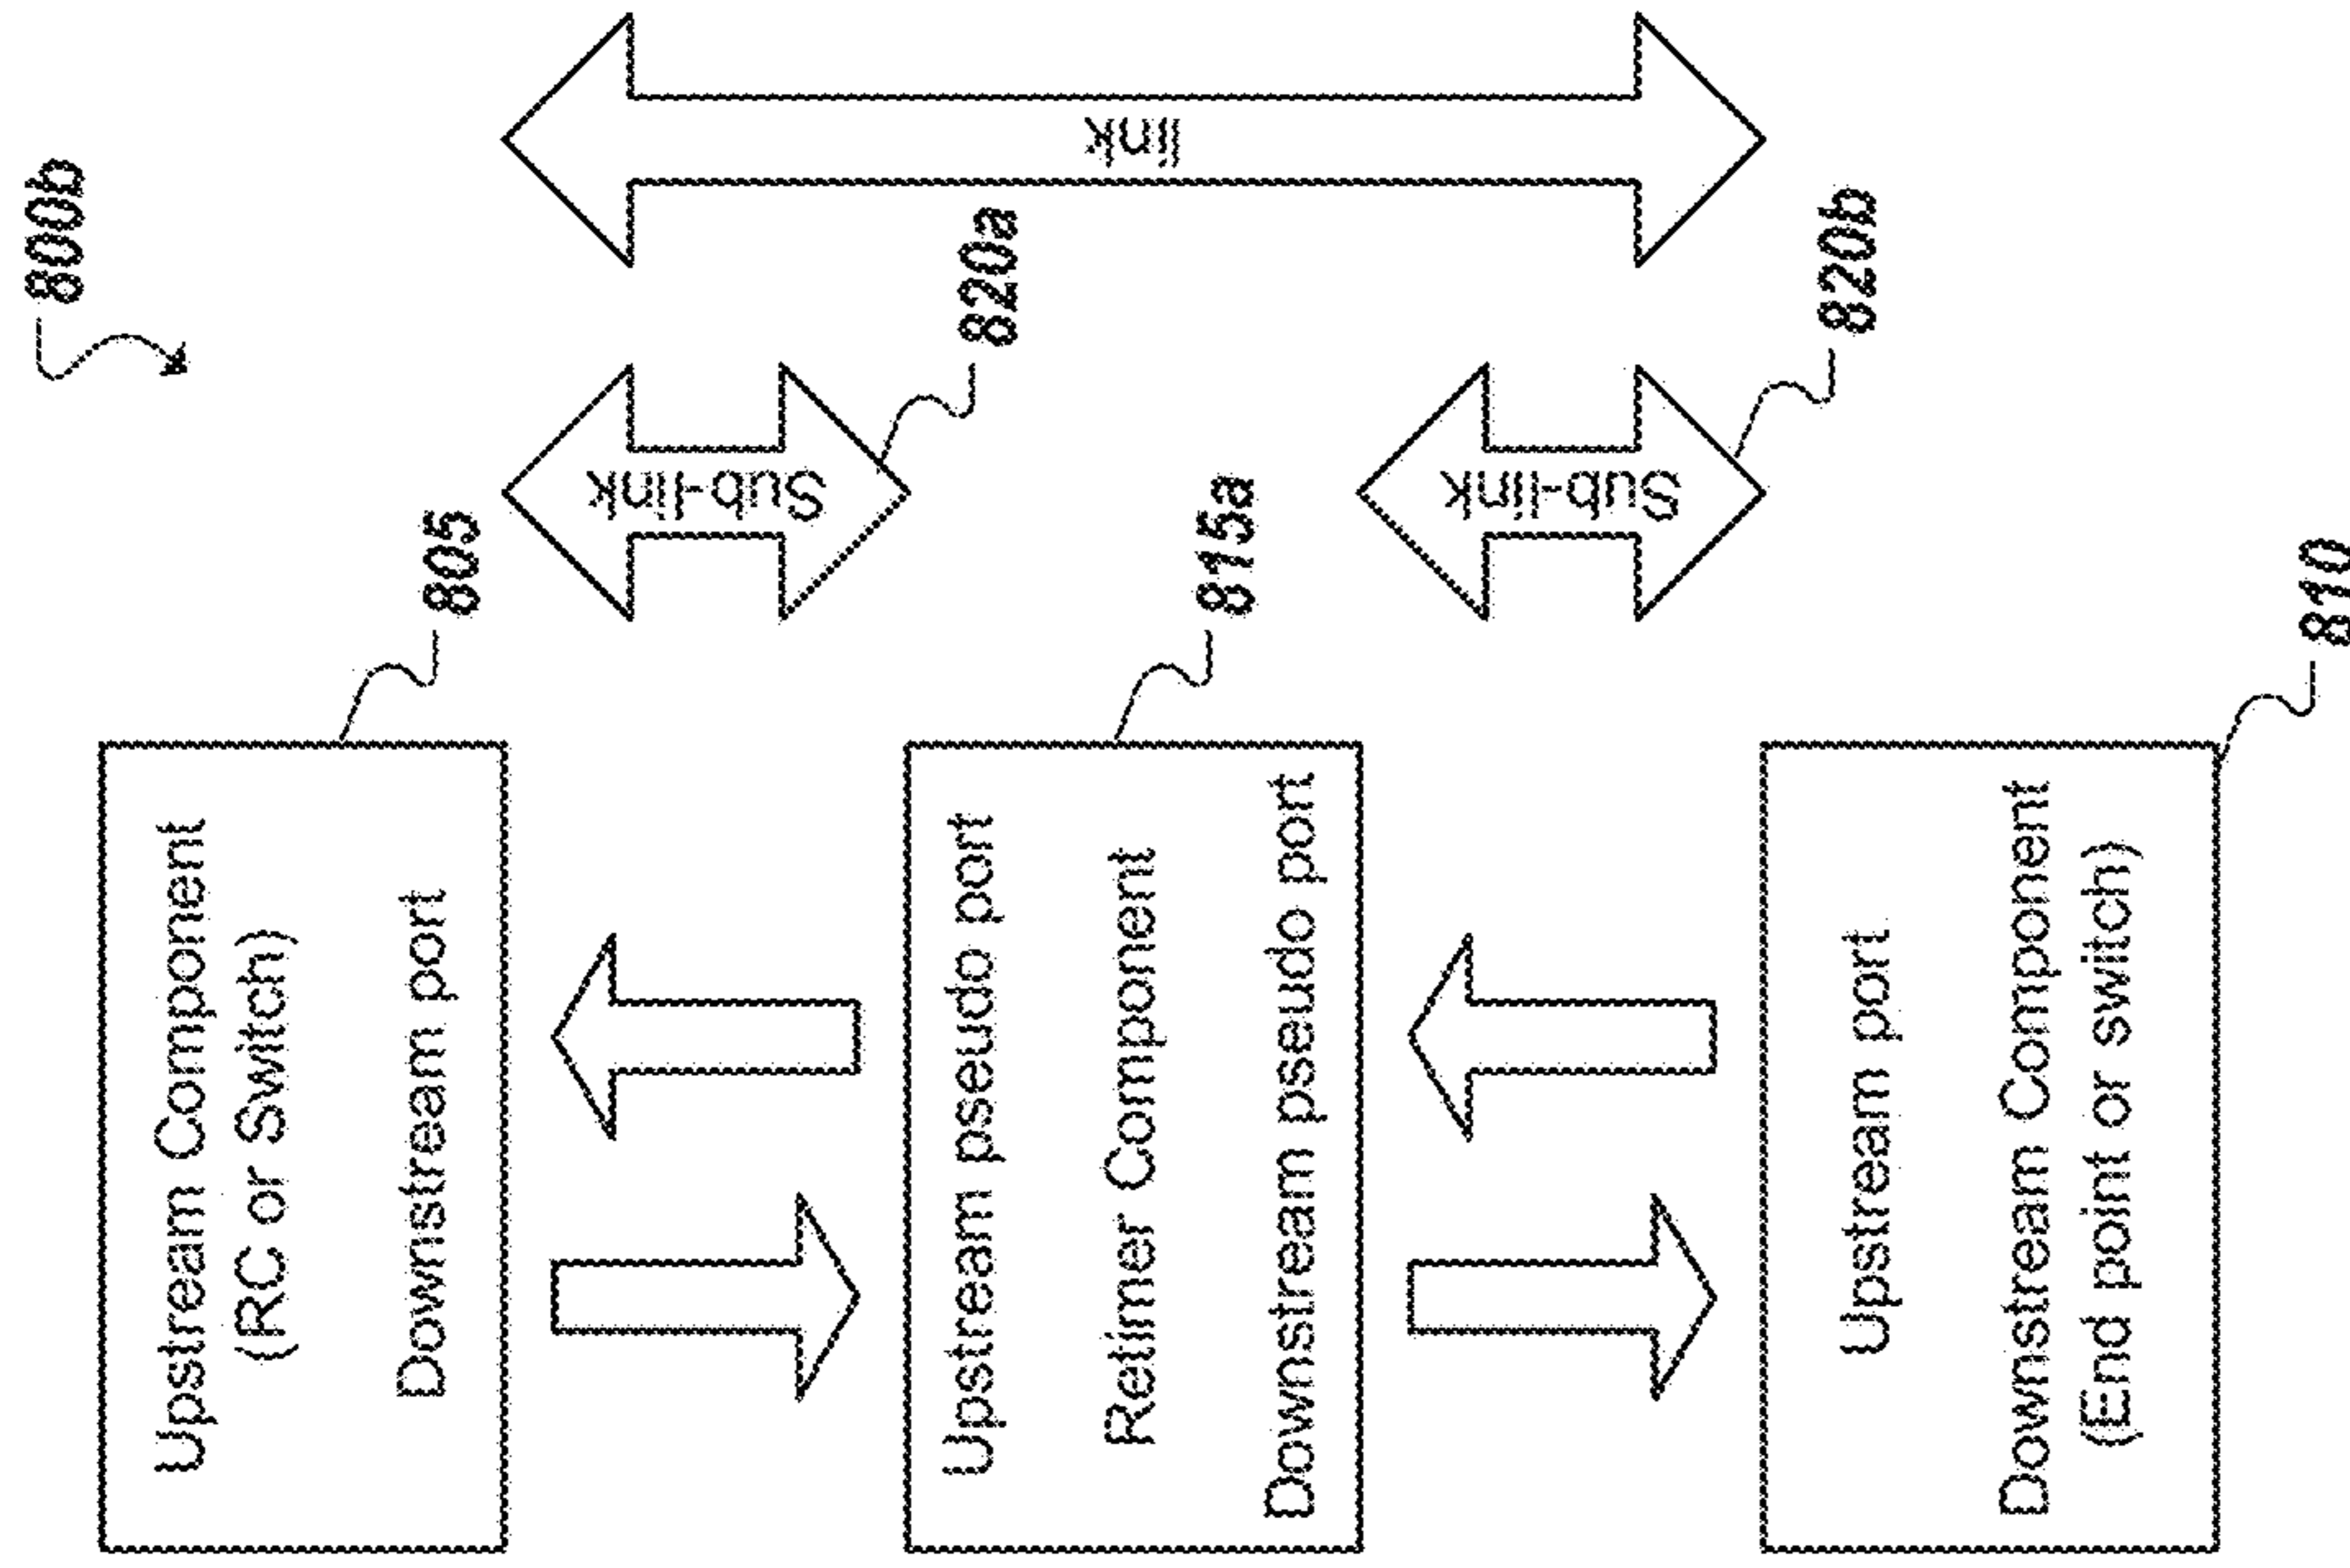 800b
Upstream Component
(RC or Switch)
Downstream port
805
Sub-link
820a
link
Upstream pseudo port
Retimer Component
Downstream pseudo port
815a
Sub-link
820b
Upstream port
Downstream Component
(End point or switch)
810